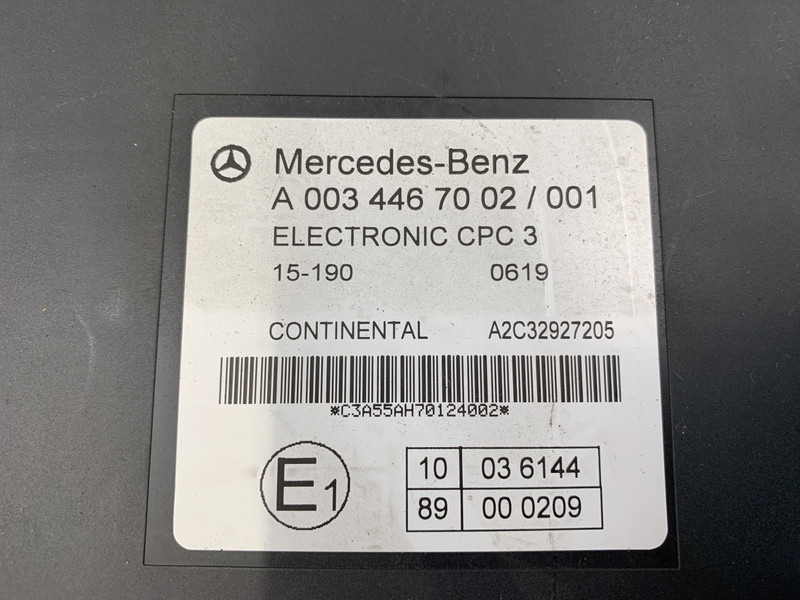 Mercedes-Benz
A 003 446 70 02 / 001
ELECTRONIC CPC 3
15-190 0619
CONTINENTAL A2C32927205
*C3A55AH70124002*
E1
10 03 6144
89 00 0209